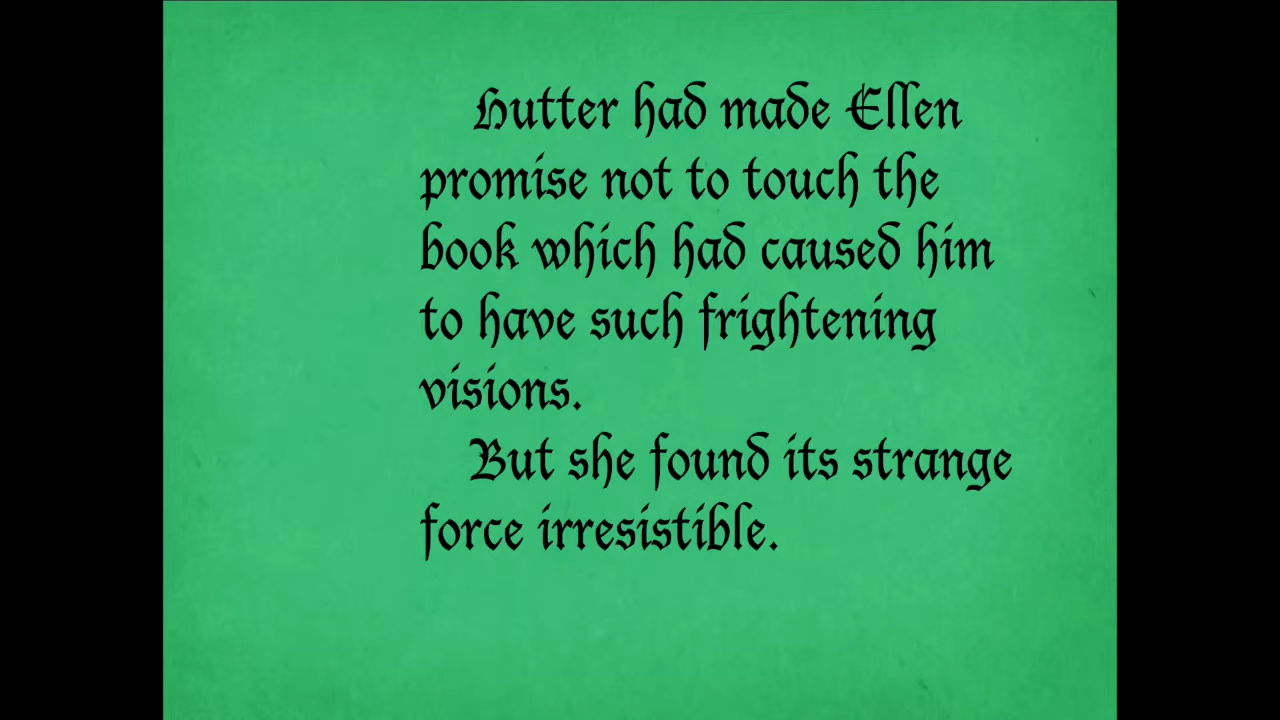 Hutter had made Ellen
promise not to touch the
book which had caused him
to have such frightening
visions.
But she found its strange
force irresistible.